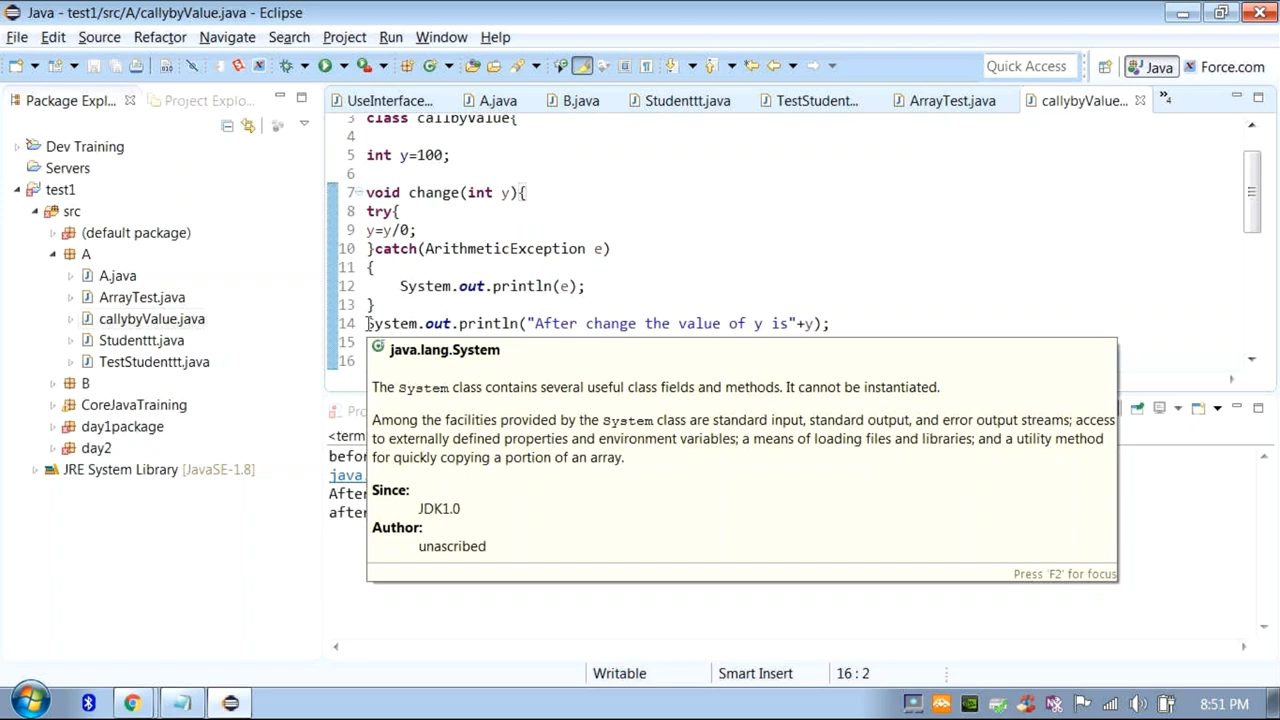 Java - test1/src/A/callybyValue.java - Eclipse
File Edit Source Refactor Navigate Search Project Run Window Help
Quick Access Java Force.com
Package Expl... Project Explo...
UseInterface... A.java B.java Studenttt.java TestStudent... ArrayTest.java callybyValue... »4
Dev Training
Servers
test1
src
(default package)
A
A.java
ArrayTest.java
callybyValue.java
Studenttt.java
TestStudenttt.java
B
CoreJavaTraining
day1package
day2
JRE System Library [JavaSE-1.8]
3 class callbyValue{
4
5 int y=100;
6
7 void change(int y){
8 try{
9 y=y/0;
10 }catch(ArithmeticException e)
11 {
12 System.out.println(e);
13 }
14 System.out.println("After change the value of y is"+y);
15
16
java.lang.System
The System class contains several useful class fields and methods. It cannot be instantiated.
Among the facilities provided by the System class are standard input, standard output, and error output streams; access
to externally defined properties and environment variables; a means of loading files and libraries; and a utility method
for quickly copying a portion of an array.
Since:
JDK1.0
Author:
unascribed
Press 'F2' for focus
<term
befor
java.
After
after
Writable Smart Insert 16 : 2
8:51 PM